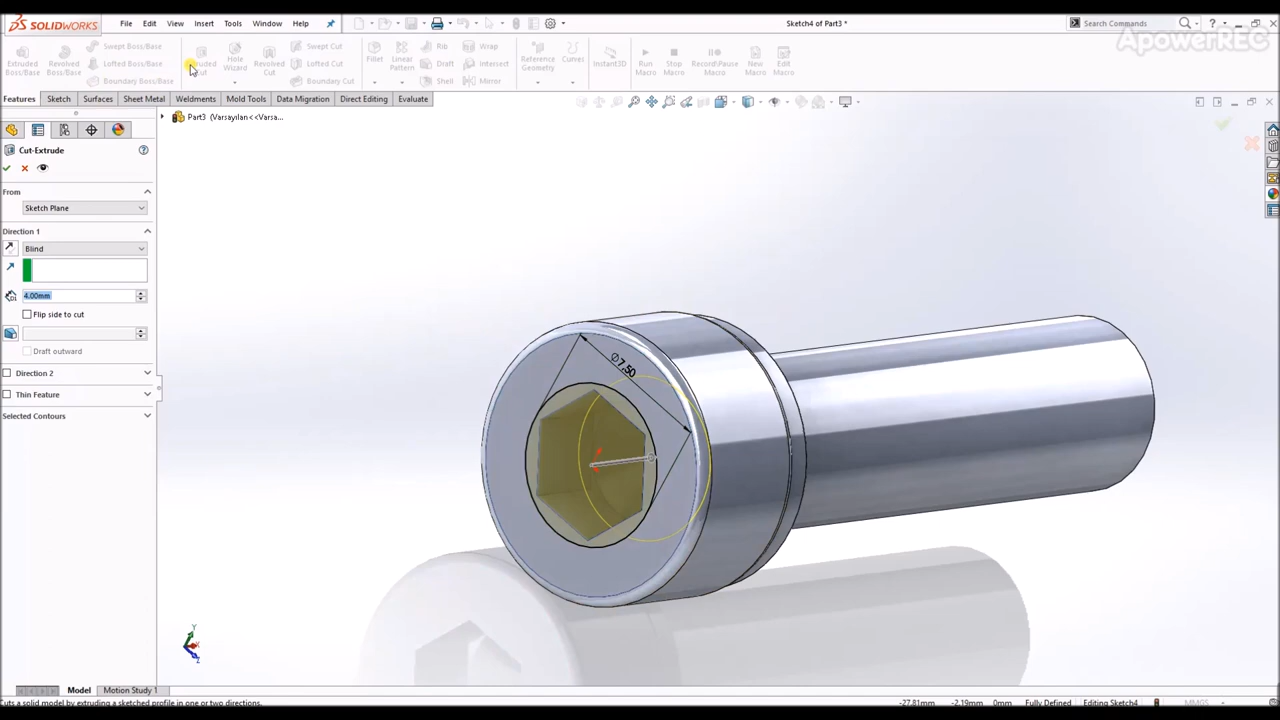 SOLIDWORKS
File Edit View Insert Tools Window Help
Sketch4 of Part3 *
Search Commands
ApowerREC
Extruded Boss/Base
Revolved Boss/Base
Swept Boss/Base
Lofted Boss/Base
Boundary Boss/Base
Extruded Cut
Hole Wizard
Revolved Cut
Swept Cut
Lofted Cut
Boundary Cut
Fillet
Linear Pattern
Rib
Draft
Shell
Wrap
Intersect
Mirror
Reference Geometry
Curves
Instant3D
Run Macro
Stop Macro
Record\Pause Macro
New Macro
Edit Macro
Features Sketch Surfaces Sheet Metal Weldments Mold Tools Data Migration Direct Editing Evaluate
Part3 (Varsayılan<<Varsa...
Cut-Extrude
From
Sketch Plane
Direction 1
Blind
4.00mm
Flip side to cut
Draft outward
Direction 2
Thin Feature
Selected Contours
Ø7.50
Y
X
Z
Model Motion Study 1
Cuts a solid model by extruding a sketched profile in one or two directions.
-27.81mm -2.19mm 0mm Fully Defined Editing Sketch4 MMGS